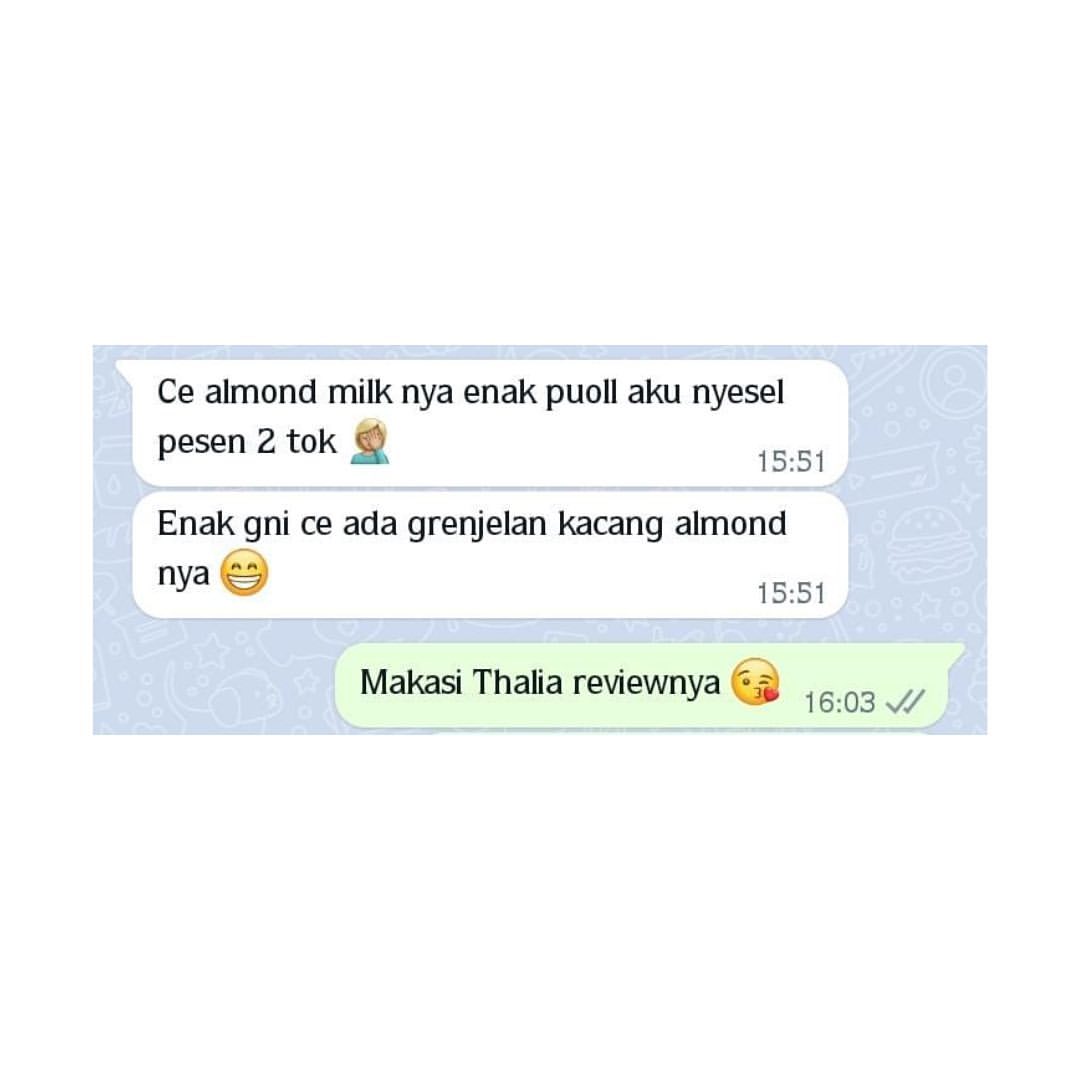 Ce almond milk nya enak puoll aku nyesel
pesen 2 tok 🤦🏼
15:51
Enak gni ce ada grenjelan kacang almond
nya 😁
15:51
Makasi Thalia reviewnya 😘
16:03